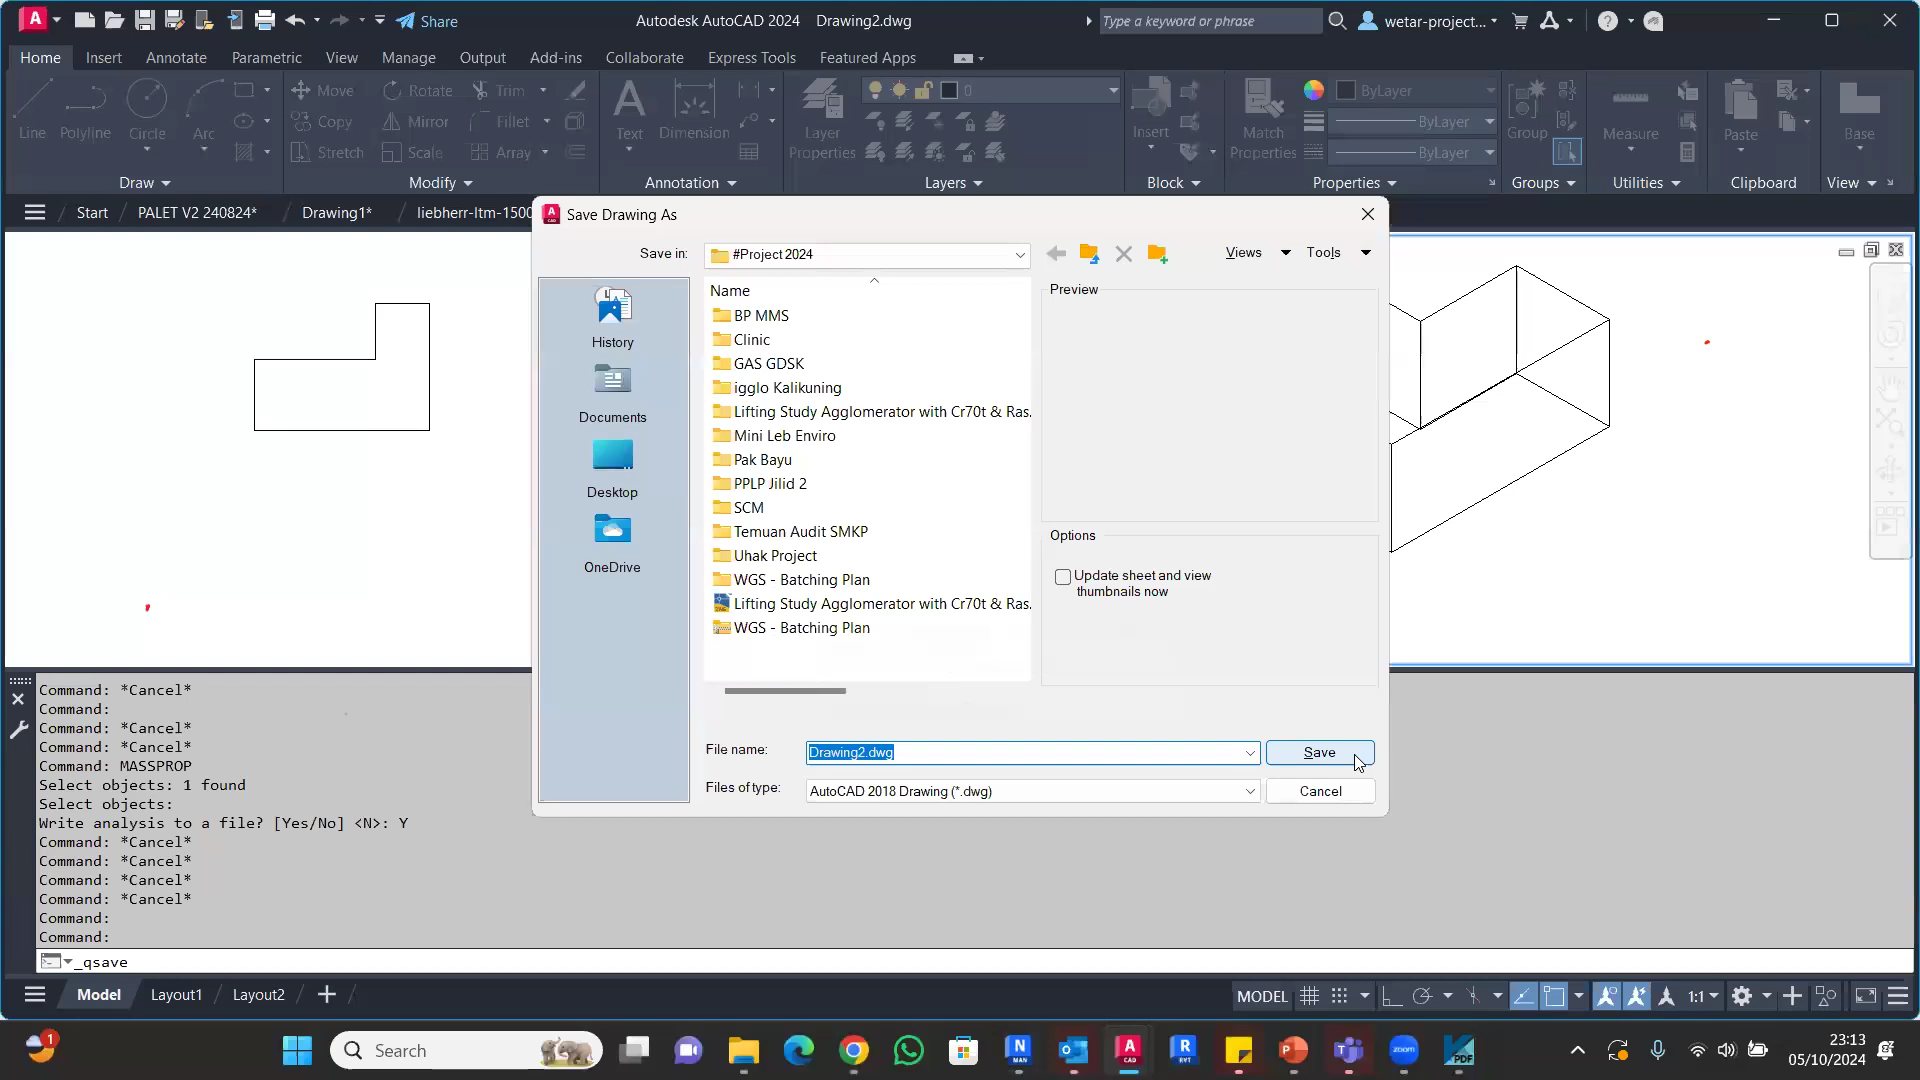 Share
Autodesk AutoCAD 2024 Drawing2.dwg
Type a keyword or phrase
wetar-project...
Home Insert Annotate Parametric View Manage Output Add-ins Collaborate Express Tools Featured Apps
Line Polyline Circle Arc
Move Rotate Trim
Copy Mirror Fillet
Stretch Scale Array
Text Dimension
Layer Properties
0
Insert
Match Properties
ByLayer
ByLayer
ByLayer
Group
Measure
Paste
Base
Draw Modify Annotation Layers Block Properties Groups Utilities Clipboard View
Start PALET V2 240824* Drawing1* liebherr-ltm-1500
Save Drawing As
Save in: #Project 2024
Views Tools
History
Documents
Desktop
OneDrive
Name
BP MMS
Clinic
GAS GDSK
igglo Kalikuning
Lifting Study Agglomerator with Cr70t & Ras.
Mini Leb Enviro
Pak Bayu
PPLP Jilid 2
SCM
Temuan Audit SMKP
Uhak Project
WGS - Batching Plan
Lifting Study Agglomerator with Cr70t & Ras.
WGS - Batching Plan
Preview
Options
Update sheet and view
thumbnails now
File name: Drawing2.dwg Save
Files of type: AutoCAD 2018 Drawing (*.dwg) Cancel
Command: *Cancel*
Command:
Command: *Cancel*
Command: *Cancel*
Command: MASSPROP
Select objects: 1 found
Select objects:
Write analysis to a file? [Yes/No] <N>: Y
Command: *Cancel*
Command: *Cancel*
Command: *Cancel*
Command: *Cancel*
Command:
Command:
_qsave
Model Layout1 Layout2
MODEL 1:1
1
Search
zoom
PDF
23:13
05/10/2024